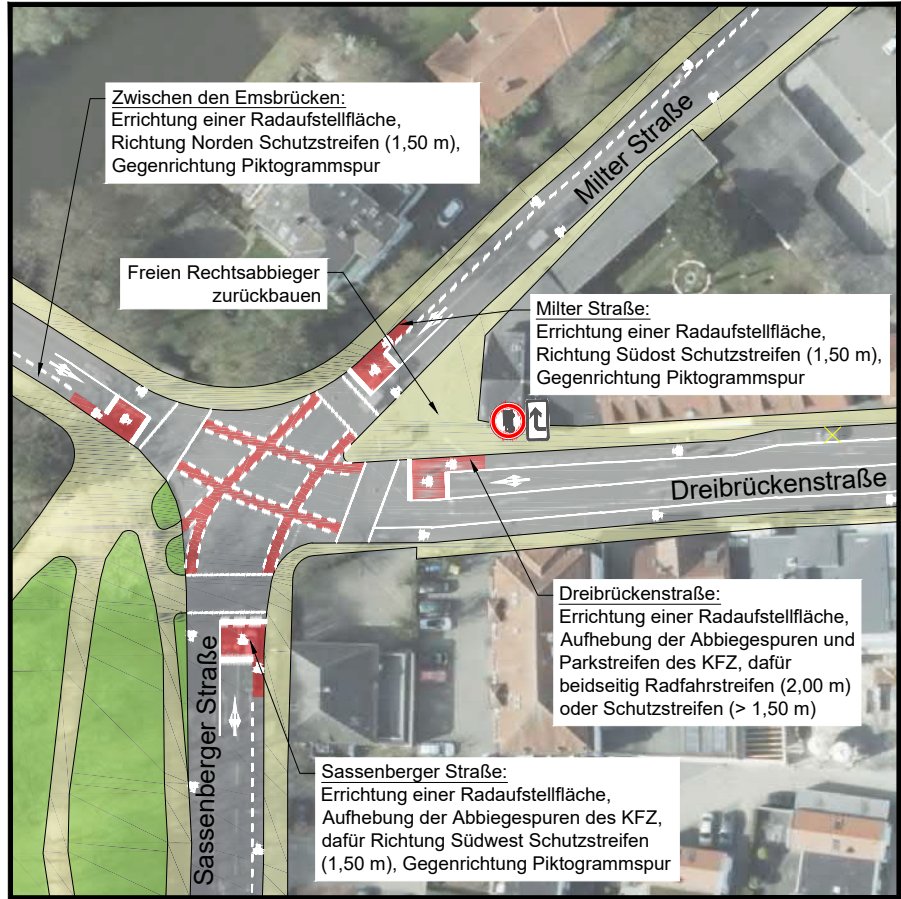 Zwischen den Emsbrücken:
Errichtung einer Radaufstellfläche,
Richtung Norden Schutzstreifen (1,50 m),
Gegenrichtung Piktogrammspur
Milter Straße
Freien Rechtsabbieger
zurückbauen
Milter Straße:
Errichtung einer Radaufstellfläche,
Richtung Südost Schutzstreifen (1,50 m),
Gegenrichtung Piktogrammspur
Dreibrückenstraße
Dreibrückenstraße:
Errichtung einer Radaufstellfläche,
Aufhebung der Abbiegespuren und
Parkstreifen des KFZ, dafür
beidseitig Radfahrstreifen (2,00 m)
oder Schutzstreifen (> 1,50 m)
Sassenberger Straße
Sassenberger Straße:
Errichtung einer Radaufstellfläche,
Aufhebung der Abbiegespuren des KFZ,
dafür Richtung Südwest Schutzstreifen
(1,50 m), Gegenrichtung Piktogrammspur